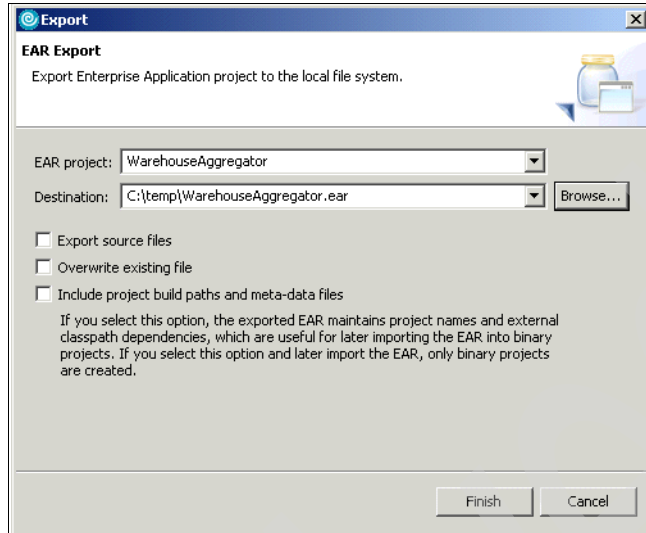 Export
EAR Export
Export Enterprise Application project to the local file system.
EAR project: WarehouseAggregator
Destination: C:\temp\WarehouseAggregator.ear Browse...
Export source files
Overwrite existing file
Include project build paths and meta-data files
If you select this option, the exported EAR maintains project names and external
classpath dependencies, which are useful for later importing the EAR into binary
projects. If you select this option and later import the EAR, only binary projects
are created.
Finish Cancel